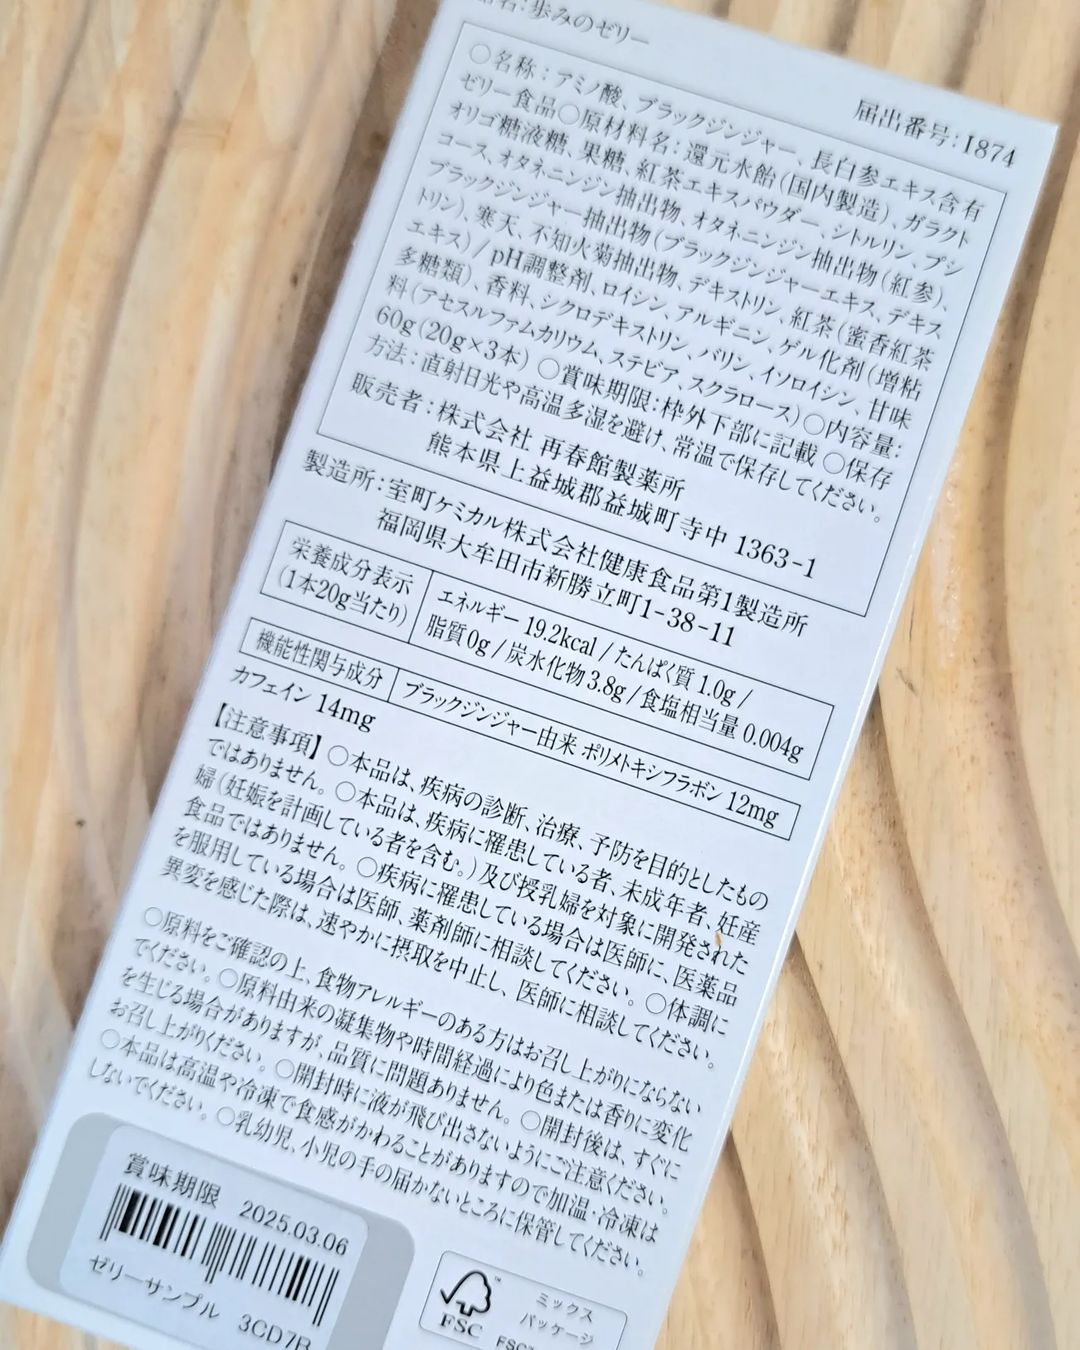 品名:歩みのゼリー
届出番号:I874
○名称:アミノ酸、ブラックジンジャー、長白参エキス含有
ゼリー食品○原材料名:還元水飴(国内製造)、ガラクト
オリゴ糖液糖、果糖、紅茶エキスパウダー、シトルリン、プシ
コース、オタネニンジン抽出物、オタネニンジン抽出物(紅参)、
ブラックジンジャー抽出物(ブラックジンジャーエキス、デキス
トリン)、寒天、不知火菊抽出物、デキストリン、紅茶(蜜香紅茶
エキス)/pH調整剤、ロイシン、アルギニン、ゲル化剤(増粘
多糖類)、香料、シクロデキストリン、バリン、イソロイシン、甘味
料(アセスルファムカリウム、ステビア、スクラロース)○内容量:
60g(20g×3本) ○賞味期限:枠外下部に記載 ○保存
方法:直射日光や高温多湿を避け、常温で保存してください。
販売者:株式会社 再春館製薬所
熊本県上益城郡益城町寺中 1363-1
製造所:室町ケミカル株式会社健康食品第1製造所
福岡県大牟田市新勝立町1-38-11
栄養成分表示
(1本20g当たり)
エネルギー 19.2kcal /たんぱく質 1.0g /
脂質0g /炭水化物 3.8g /食塩相当量 0.004g
機能性関与成分
ブラックジンジャー由来 ポリメトキシフラボン 12mg
カフェイン 14mg
【注意事項】○本品は、疾病の診断、治療、予防を目的としたもの
ではありません。○本品は、疾病に罹患している者、未成年者、妊産
婦(妊娠を計画している者を含む。)及び授乳婦を対象に開発された
食品ではありません。○疾病に罹患している場合は医師に、医薬品
を服用している場合は医師、薬剤師に相談してください。○体調に
異変を感じた際は、速やかに摂取を中止し、医師に相談してください。
○原料をご確認の上、食物アレルギーのある方はお召し上がりにならない
でください。○原料由来の凝集物や時間経過により色または香りに変化
を生じる場合がありますが、品質に問題ありません。○開封後は、すぐに
お召し上がりください。○開封時に液が飛び出さないようにご注意ください。
○本品は高温や冷凍で食感がかわることがありますので加温・冷凍は
しないでください。○乳幼児、小児の手の届かないところに保管してください。
賞味期限 2025.03.06
ゼリーサンプル 3CD7B
FSC
ミックス
パッケージ